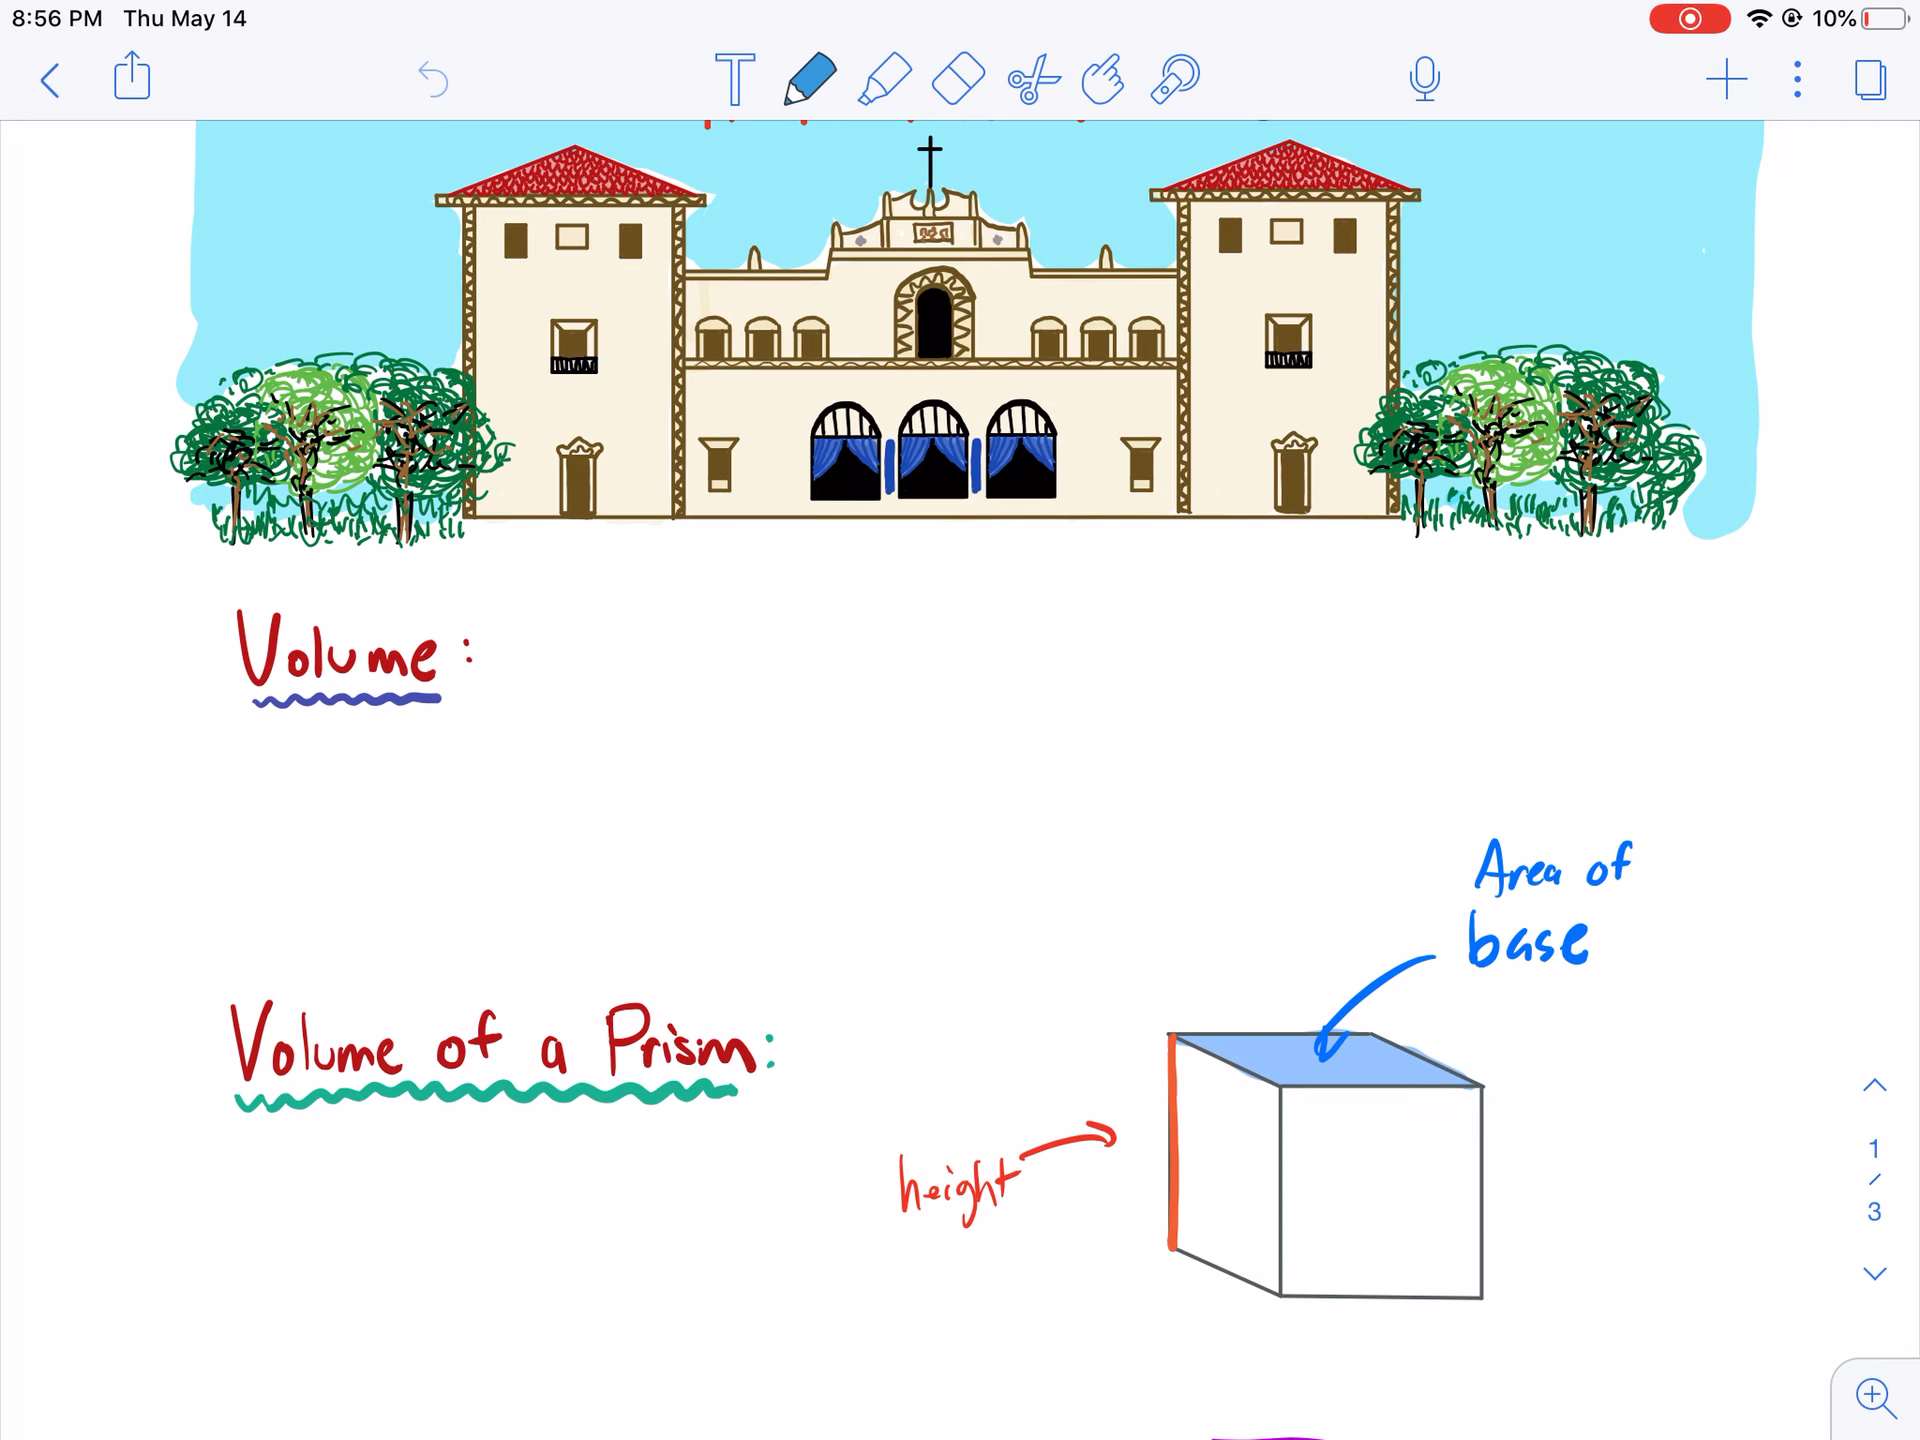 8:56 PM Thu May 14
10%
T
Volume:
Area of
base
Volume of a Prism:
height
1
/
3